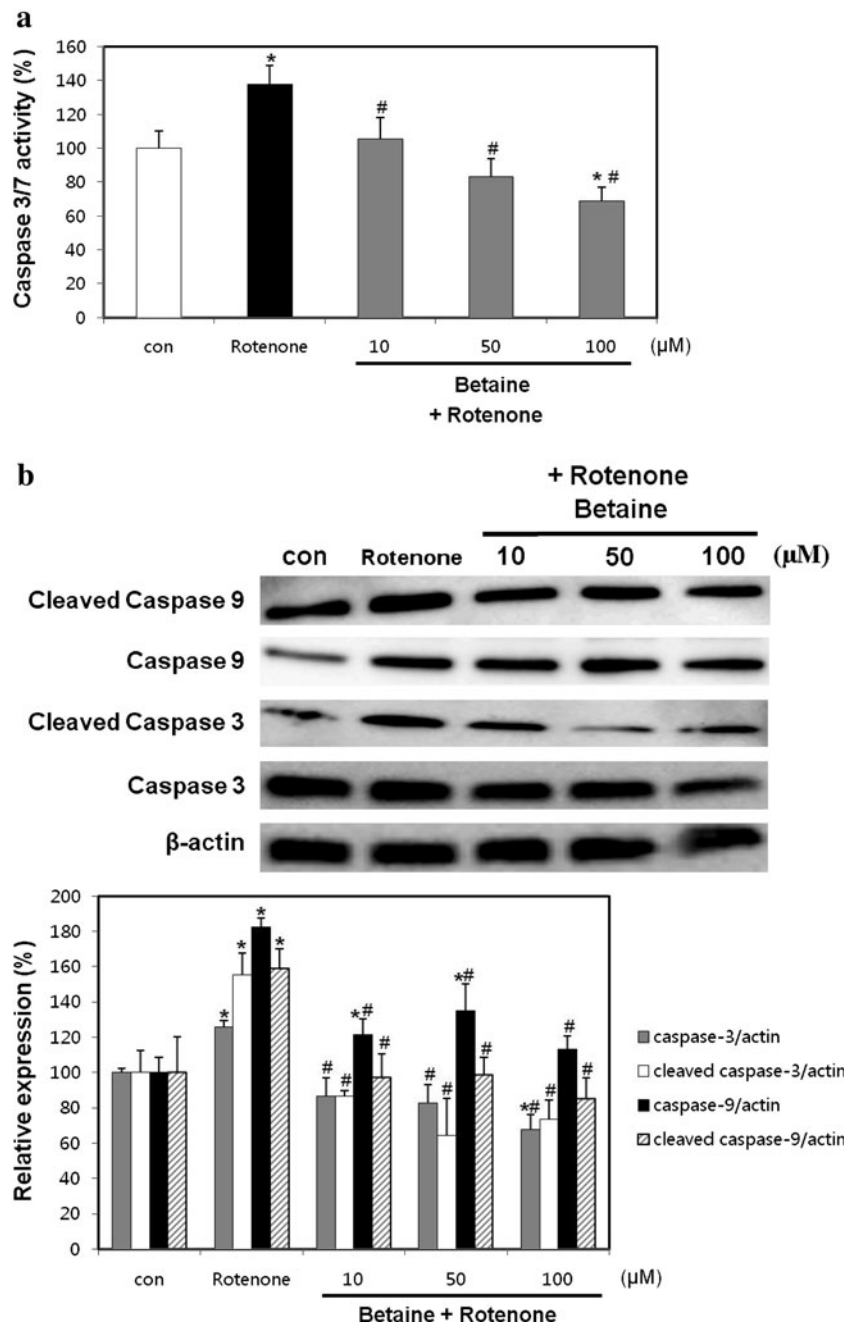 a
Caspase 3/7 activity (%)
160
140
120
100
80
60
40
20
0
*
#
#
* #
con Rotenone 10 50 100 (μM)
Betaine
+ Rotenone
b
+ Rotenone
Betaine
con Rotenone 10 50 100 (μM)
Cleaved Caspase 9
Caspase 9
Cleaved Caspase 3
Caspase 3
β-actin
Relative expression (%)
200
180
160
140
120
100
80
60
40
20
0
* * * *
# # *# #
# # *# #
*# # # #
caspase-3/actin
cleaved caspase-3/actin
caspase-9/actin
cleaved caspase-9/actin
con Rotenone 10 50 100 (μM)
Betaine + Rotenone